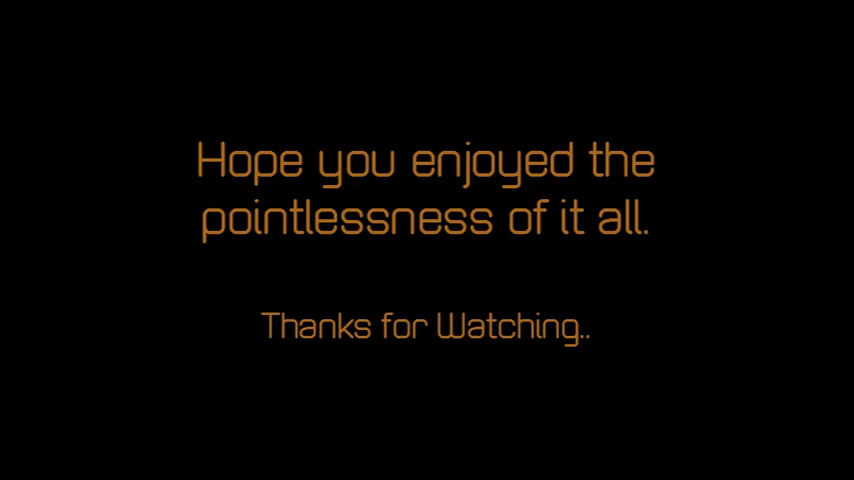 Hope you enjoyed the
pointlessness of it all.
Thanks for Watching..